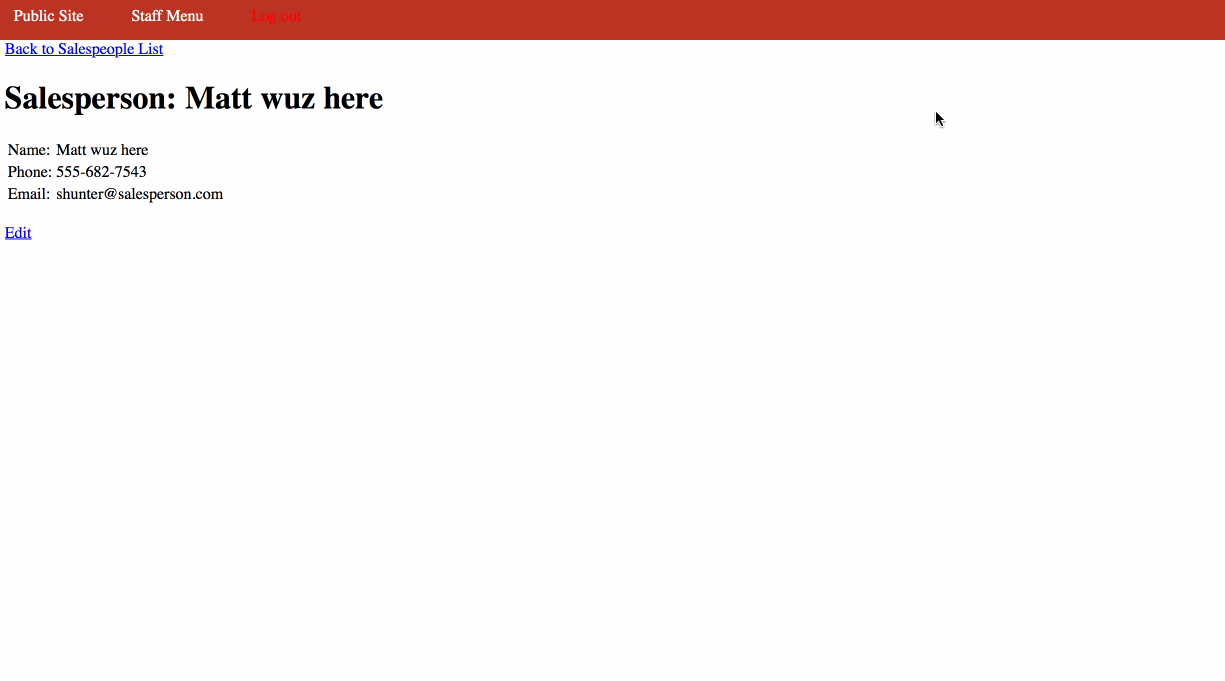 Public Site Staff Menu Log out
Back to Salespeople List
Salesperson: Matt wuz here
Name: Matt wuz here
Phone: 555-682-7543
Email: shunter@salesperson.com
Edit